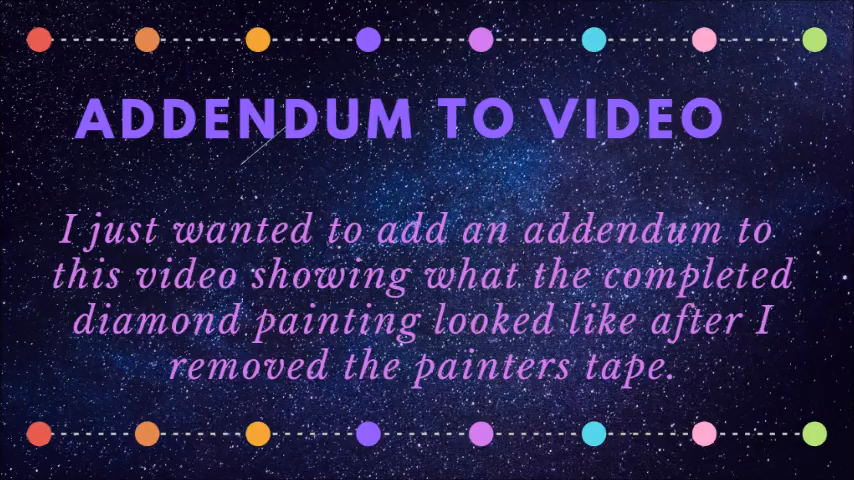 ADDENDUM TO VIDEO
I just wanted to add an addendum to
this video showing what the completed
diamond painting looked like after I
removed the painters tape.